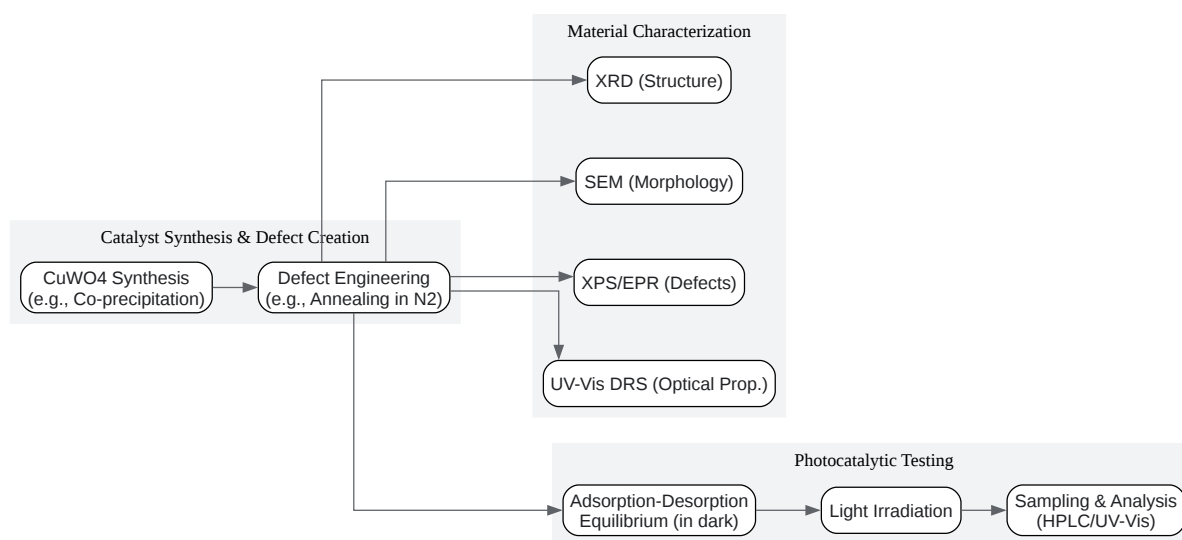 Material Characterization
XRD (Structure)
SEM (Morphology)
Catalyst Synthesis & Defect Creation
CuWO4 Synthesis
(e.g., Co-precipitation)
Defect Engineering
(e.g., Annealing in N2)
XPS/EPR (Defects)
UV-Vis DRS (Optical Prop.)
Photocatalytic Testing
Adsorption-Desorption
Equilibrium (in dark)
Light Irradiation
Sampling & Analysis
(HPLC/UV-Vis)